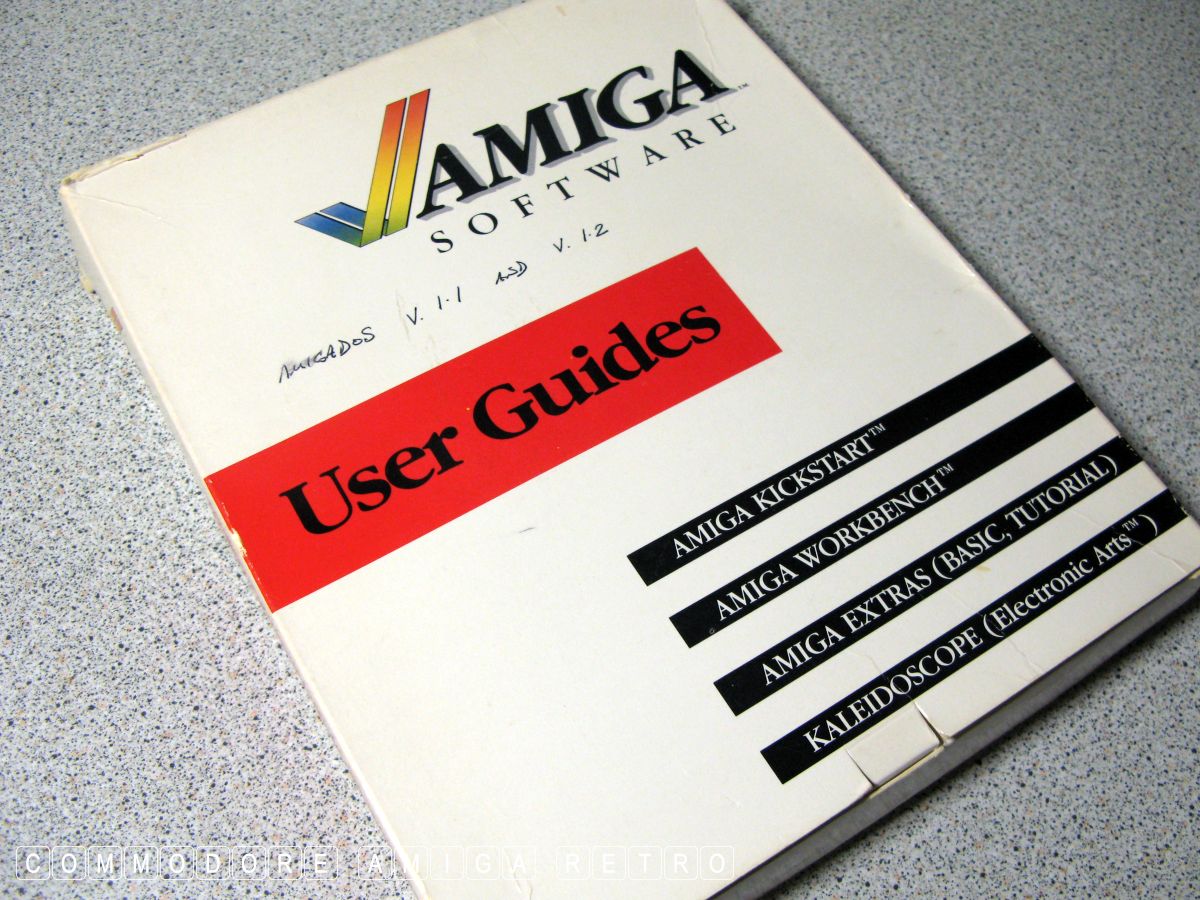 AMIGA™
SOFTWARE
AMIGADOS V. 1.1 AND V. 1.2
User Guides
AMIGA KICKSTART™
AMIGA WORKBENCH™
AMIGA EXTRAS (BASIC, TUTORIAL)
KALEIDOSCOPE (Electronic Arts™)
COMMODORE AMIGA RETRO